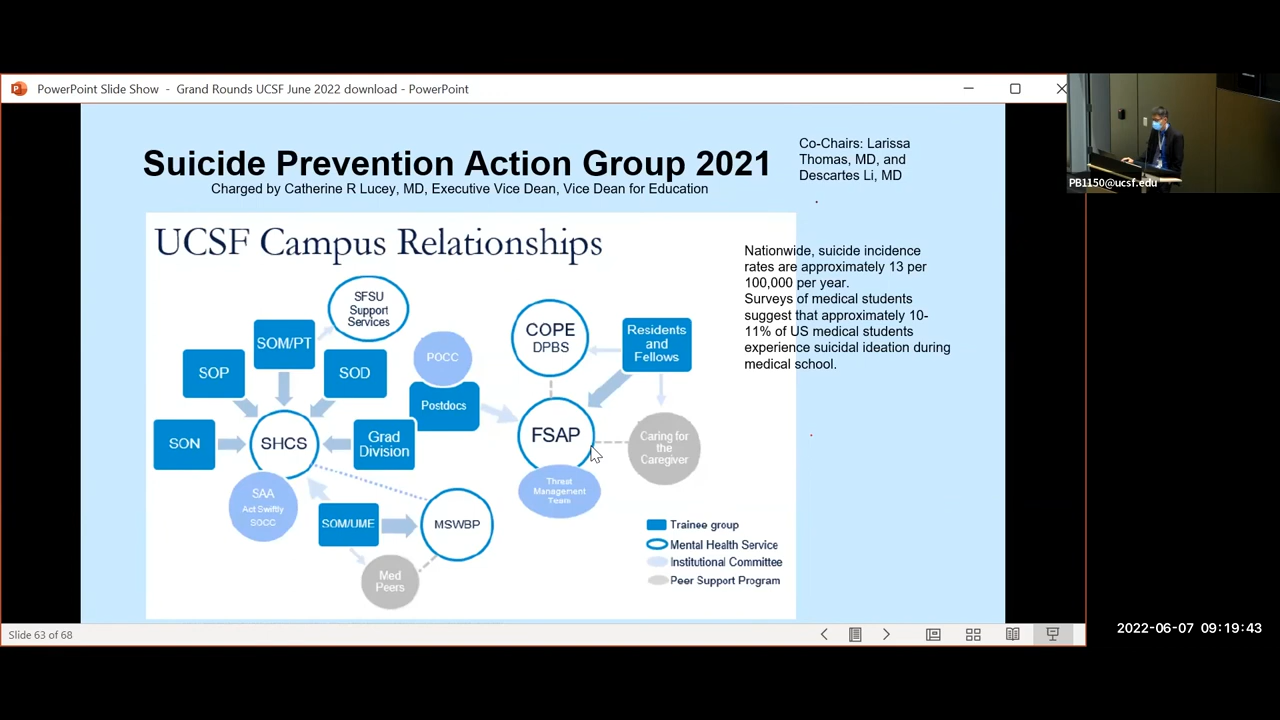 PowerPoint Slide Show - Grand Rounds UCSF June 2022 download - PowerPoint
Suicide Prevention Action Group 2021
Charged by Catherine R Lucey, MD, Executive Vice Dean, Vice Dean for Education
Co-Chairs: Larissa
Thomas, MD, and
Descartes Li, MD
PB1150@ucsf.edu
UCSF Campus Relationships
Nationwide, suicide incidence
rates are approximately 13 per
100,000 per year.
Surveys of medical students
suggest that approximately 10-
11% of US medical students
experience suicidal ideation during
medical school.
SFSU
Support
Services
SOM/PT
SOP
SOD
POCC
Postdocs
COPE
DPBS
Residents
and
Fellows
SON
SHCS
Grad
Division
FSAP
Caring for
the
Caregiver
SAA
Act Swiftly
SOCC
SOM/UME
MSWBP
Threat
Management
Team
Med
Peers
Trainee group
Mental Health Service
Institutional Committee
Peer Support Program
Slide 63 of 68
2022-06-07 09:19:43